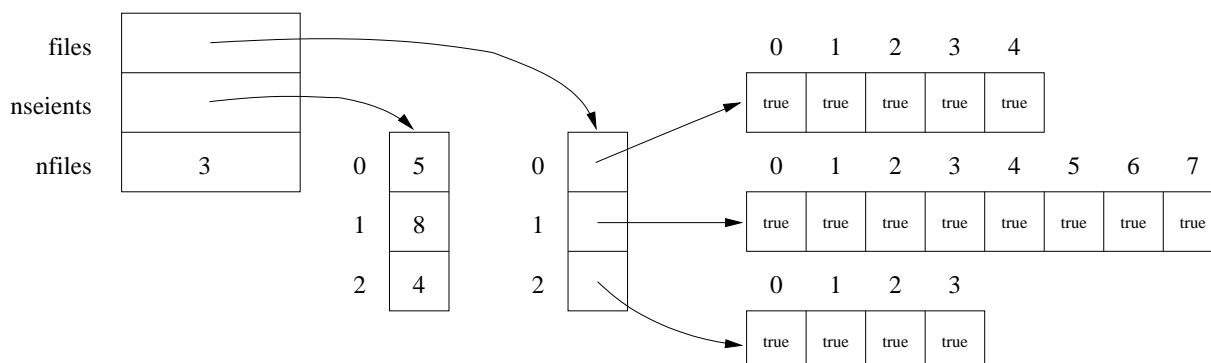 files
0 1 2 3 4
nseients
true true true true true
nfiles 3
0 5
0
0 1 2 3 4 5 6 7
1 8
1
true true true true true true true true
2 4
2
0 1 2 3
true true true true